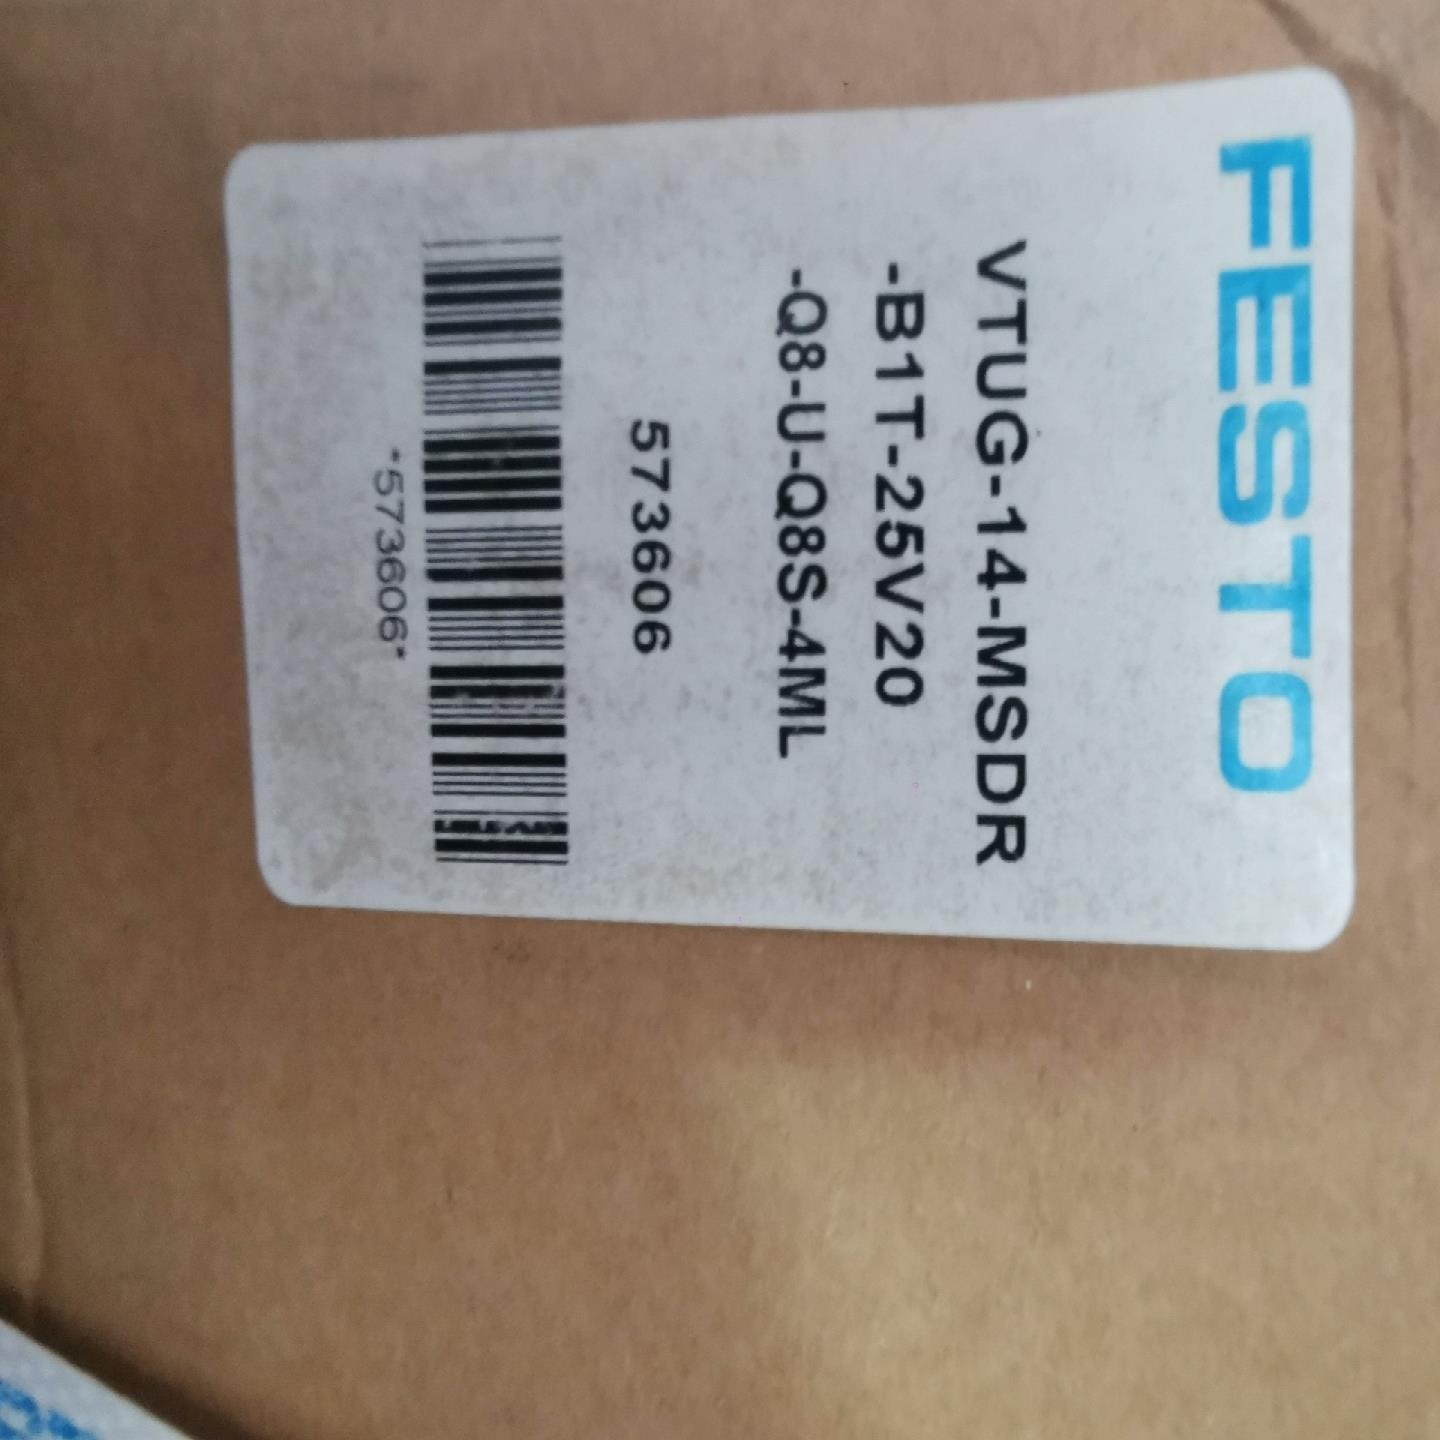 FESTO
VTUG-14-MSDR
-B1T-25V20
-Q8-U-Q8S-4ML
573606
*573606*